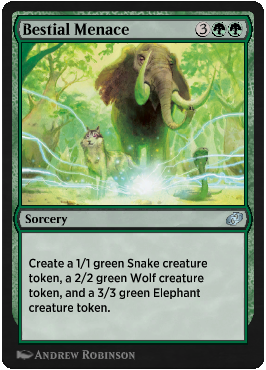 Bestial Menace 3
Sorcery
Create a 1/1 green Snake creature
token, a 2/2 green Wolf creature
token, and a 3/3 green Elephant
creature token.
ANDREW ROBINSON